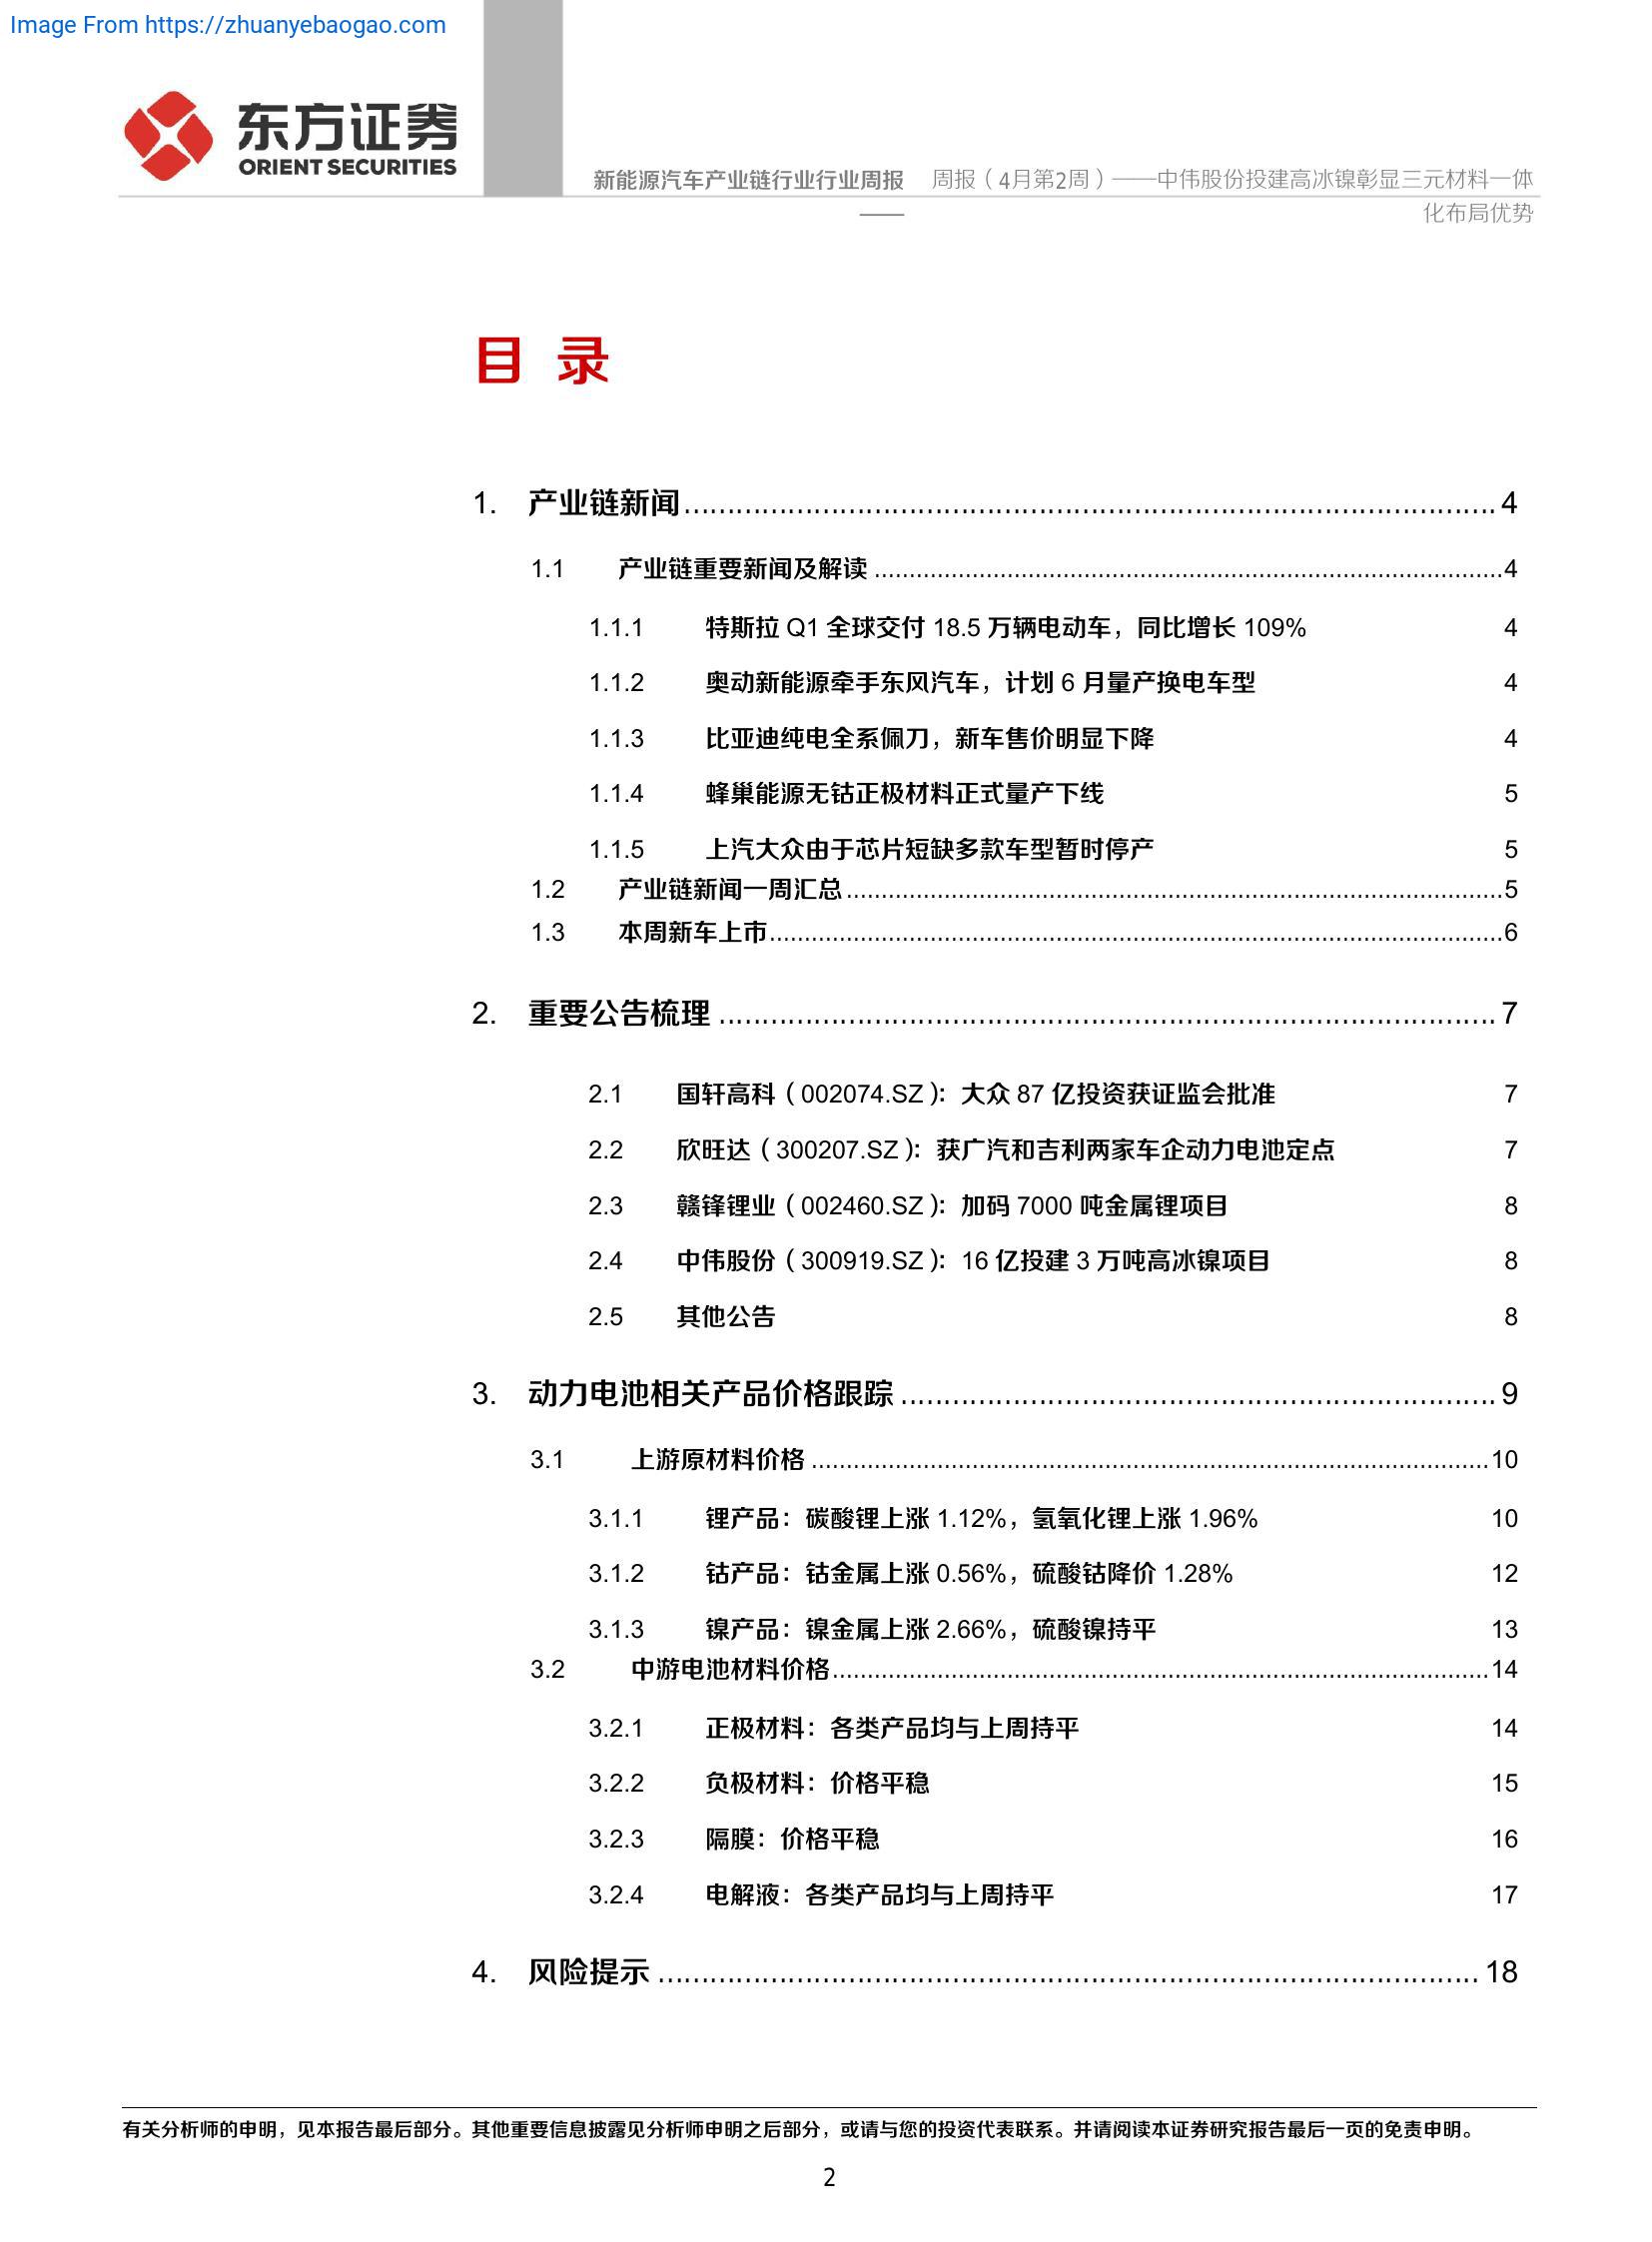 Image From https://zhuanyebaogao.com
东方证券
ORIENT SECURITIES
新能源汽车产业链行业行业周报 周报（4月第2周）——中伟股份投建高冰镍彰显三元材料一体
——
化布局优势
目 录
1. 产业链新闻 4
1.1 产业链重要新闻及解读 4
1.1.1 特斯拉 Q1 全球交付 18.5 万辆电动车，同比增长 109% 4
1.1.2 奥动新能源牵手东风汽车，计划 6 月量产换电车型 4
1.1.3 比亚迪纯电全系佩刀，新车售价明显下降 4
1.1.4 蜂巢能源无钴正极材料正式量产下线 5
1.1.5 上汽大众由于芯片短缺多款车型暂时停产 5
1.2 产业链新闻一周汇总 5
1.3 本周新车上市 6
2. 重要公告梳理 7
2.1 国轩高科（002074.SZ）：大众 87 亿投资获证监会批准 7
2.2 欣旺达（300207.SZ）：获广汽和吉利两家车企动力电池定点 7
2.3 赣锋锂业（002460.SZ）：加码 7000 吨金属锂项目 8
2.4 中伟股份（300919.SZ）：16 亿投建 3 万吨高冰镍项目 8
2.5 其他公告 8
3. 动力电池相关产品价格跟踪 9
3.1 上游原材料价格 10
3.1.1 锂产品：碳酸锂上涨 1.12%，氢氧化锂上涨 1.96% 10
3.1.2 钴产品：钴金属上涨 0.56%，硫酸钴降价 1.28% 12
3.1.3 镍产品：镍金属上涨 2.66%，硫酸镍持平 13
3.2 中游电池材料价格 14
3.2.1 正极材料：各类产品均与上周持平 14
3.2.2 负极材料：价格平稳 15
3.2.3 隔膜：价格平稳 16
3.2.4 电解液：各类产品均与上周持平 17
4. 风险提示 18
有关分析师的申明，见本报告最后部分。其他重要信息披露见分析师申明之后部分，或请与您的投资代表联系。并请阅读本证券研究报告最后一页的免责申明。
2